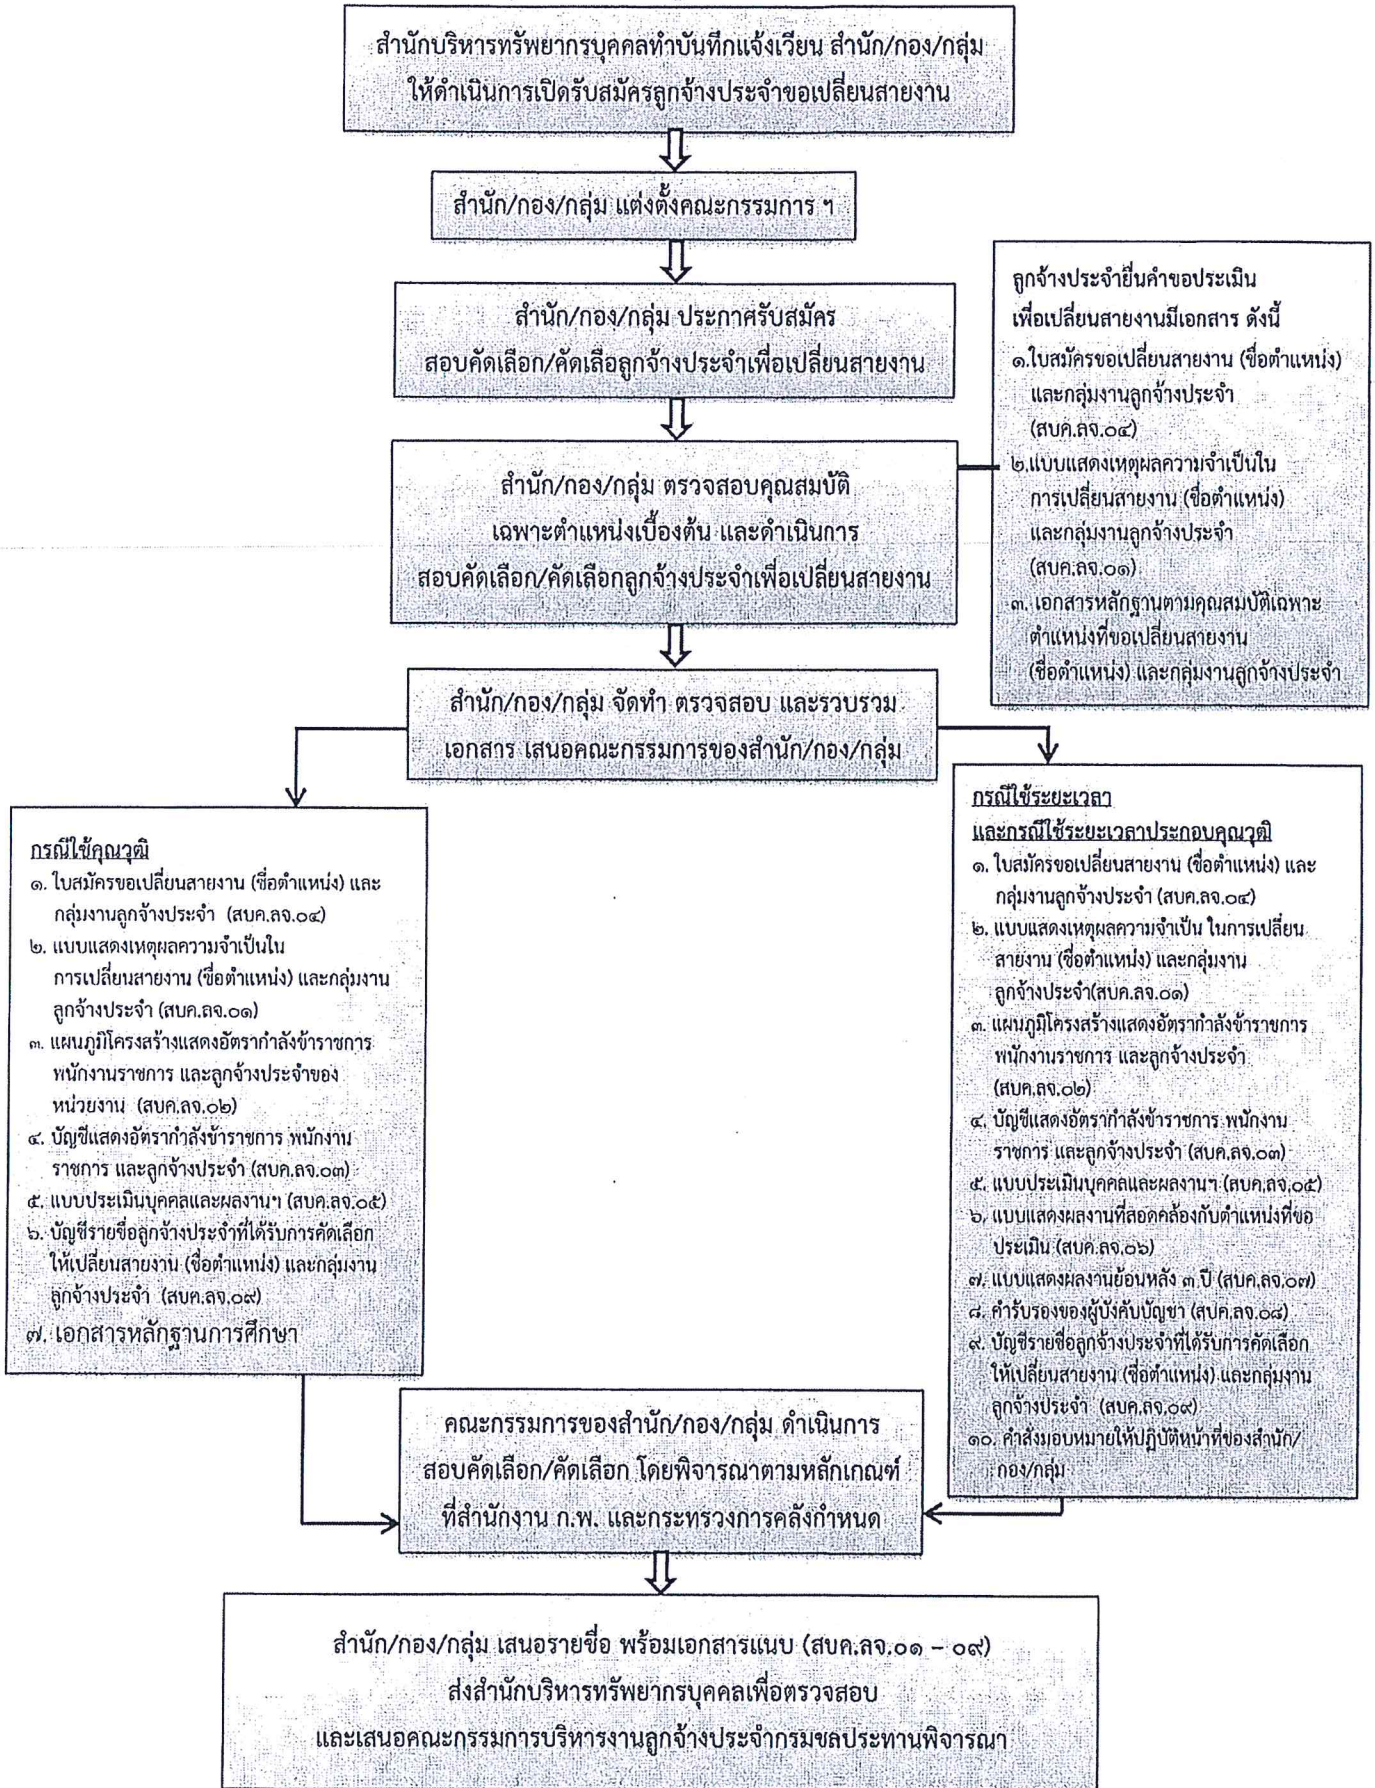 สำนักบริหารทรัพยากรบุคคลทำบันทึกแจ้งเวียน สำนัก/กอง/กลุ่ม
ให้ดำเนินการเปิดรับสมัครลูกจ้างประจำขอเปลี่ยนสายงาน
สำนัก/กอง/กลุ่ม แต่งตั้งคณะกรรมการ ฯ
สำนัก/กอง/กลุ่ม ประกาศรับสมัคร
สอบคัดเลือก/คัดเลือลูกจ้างประจำเพื่อเปลี่ยนสายงาน
ลูกจ้างประจำยื่นคำขอประเมิน
เพื่อเปลี่ยนสายงานมีเอกสาร ดังนี้
๑.ใบสมัครขอเปลี่ยนสายงาน (ชื่อตำแหน่ง)
และกลุ่มงานลูกจ้างประจำ
(สบค.ลจ.๐๔)
๒.แบบแสดงเหตุผลความจำเป็นใน
การเปลี่ยนสายงาน (ชื่อตำแหน่ง)
และกลุ่มงานลูกจ้างประจำ
(สบค.ลจ.๐๑)
๓. เอกสารหลักฐานตามคุณสมบัติเฉพาะ
ตำแหน่งที่ขอเปลี่ยนสายงาน
(ชื่อตำแหน่ง) และกลุ่มงานลูกจ้างประจำ
สำนัก/กอง/กลุ่ม ตรวจสอบคุณสมบัติ
เฉพาะตำแหน่งเบื้องต้น และดำเนินการ
สอบคัดเลือก/คัดเลือกลูกจ้างประจำเพื่อเปลี่ยนสายงาน
สำนัก/กอง/กลุ่ม จัดทำ ตรวจสอบ และรวบรวม
เอกสาร เสนอคณะกรรมการของสำนัก/กอง/กลุ่ม
กรณีใช้คุณวุฒิ
๑. ใบสมัครขอเปลี่ยนสายงาน (ชื่อตำแหน่ง) และ
กลุ่มงานลูกจ้างประจำ (สบค.ลจ.๐๔)
๒. แบบแสดงเหตุผลความจำเป็นใน
การเปลี่ยนสายงาน (ชื่อตำแหน่ง) และกลุ่มงาน
ลูกจ้างประจำ (สบค.ลจ.๐๑)
๓. แผนภูมิโครงสร้างแสดงอัตรากำลังข้าราชการ
พนักงานราชการ และลูกจ้างประจำของ
หน่วยงาน (สบค.ลจ.๐๒)
๔. บัญชีแสดงอัตรากำลังข้าราชการ พนักงาน
ราชการ และลูกจ้างประจำ (สบค.ลจ.๐๓)
๕. แบบประเมินบุคคลและผลงานฯ (สบค.ลจ.๐๕)
๖. บัญชีรายชื่อลูกจ้างประจำที่ได้รับการคัดเลือก
ให้เปลี่ยนสายงาน (ชื่อตำแหน่ง) และกลุ่มงาน
ลูกจ้างประจำ (สบค.ลจ.๐๙)
๗. เอกสารหลักฐานการศึกษา
กรณีใช้ระยะเวลา
และกรณีใช้ระยะเวลาประกอบคุณวุฒิ
๑. ใบสมัครขอเปลี่ยนสายงาน (ชื่อตำแหน่ง) และ
กลุ่มงานลูกจ้างประจำ (สบค.ลจ.๐๔)
๒. แบบแสดงเหตุผลความจำเป็น ในการเปลี่ยน
สายงาน (ชื่อตำแหน่ง) และกลุ่มงาน
ลูกจ้างประจำ(สบค.ลจ.๐๑)
๓. แผนภูมิโครงสร้างแสดงอัตรากำลังข้าราชการ
พนักงานราชการ และลูกจ้างประจำ
(สบค.ลจ.๐๒)
๔. บัญชีแสดงอัตรากำลังข้าราชการ พนักงาน
ราชการ และลูกจ้างประจำ (สบค.ลจ.๐๓)
๕. แบบประเมินบุคคลและผลงานฯ (สบค.ลจ.๐๕)
๖. แบบแสดงผลงานที่สอดคล้องกับตำแหน่งที่ขอ
ประเมิน (สบค.ลจ.๐๖)
๗. แบบแสดงผลงานย้อนหลัง ๓ ปี (สบค.ลจ.๐๗)
๘. คำรับรองของผู้บังคับบัญชา (สบค.ลจ.๐๘)
๙. บัญชีรายชื่อลูกจ้างประจำที่ได้รับการคัดเลือก
ให้เปลี่ยนสายงาน (ชื่อตำแหน่ง) และกลุ่มงาน
ลูกจ้างประจำ (สบค.ลจ.๐๙)
๑๐. คำสั่งมอบหมายให้ปฏิบัติหน้าที่ของสำนัก/
กอง/กลุ่ม
คณะกรรมการของสำนัก/กอง/กลุ่ม ดำเนินการ
สอบคัดเลือก/คัดเลือก โดยพิจารณาตามหลักเกณฑ์
ที่สำนักงาน ก.พ. และกระทรวงการคลังกำหนด
สำนัก/กอง/กลุ่ม เสนอรายชื่อ พร้อมเอกสารแนบ (สบค.ลจ.๐๑ - ๐๙)
ส่งสำนักบริหารทรัพยากรบุคคลเพื่อตรวจสอบ
และเสนอคณะกรรมการบริหารงานลูกจ้างประจำกรมชลประทานพิจารณา